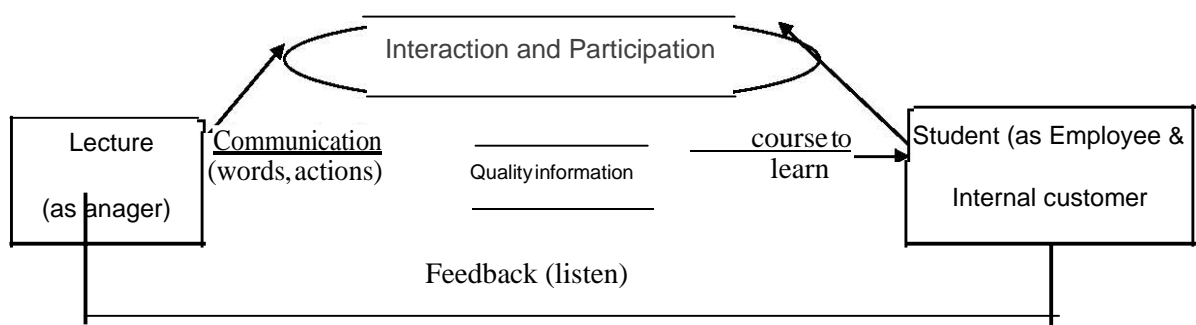 Interaction and Participation
Lecture
(as anager)
Communication
(words, actions)
Quality information
course to
learn
Student (as Employee &
Internal customer
Feedback (listen)